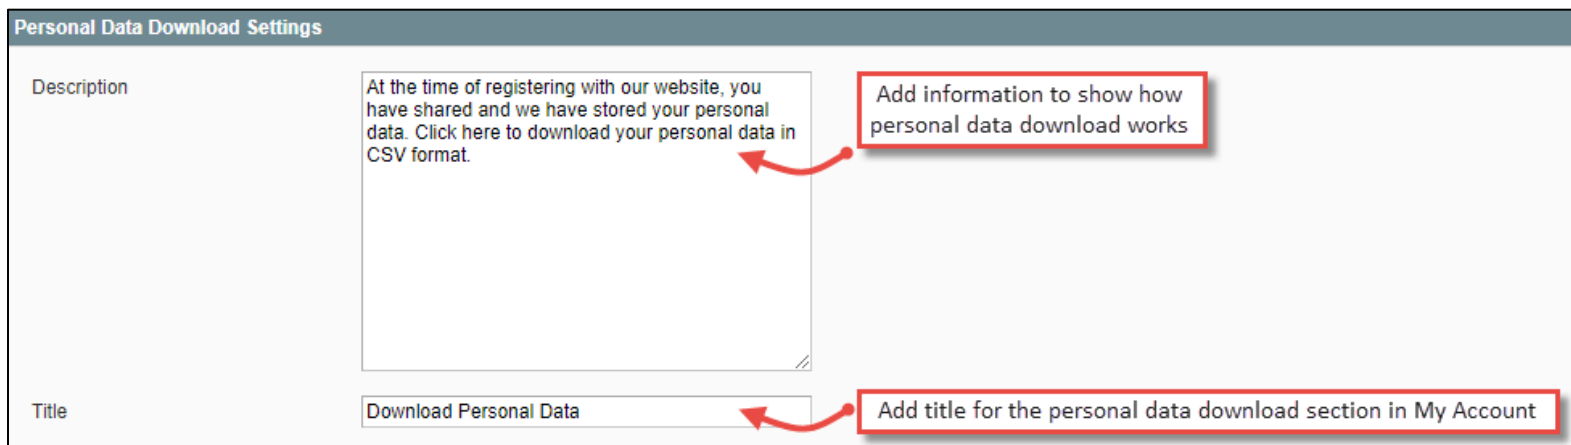 Personal Data Download Settings
Description
At the time of registering with our website, you
have shared and we have stored your personal
data. Click here to download your personal data in
CSV format.
Add information to show how
personal data download works
Title
Download Personal Data
Add title for the personal data download section in My Account